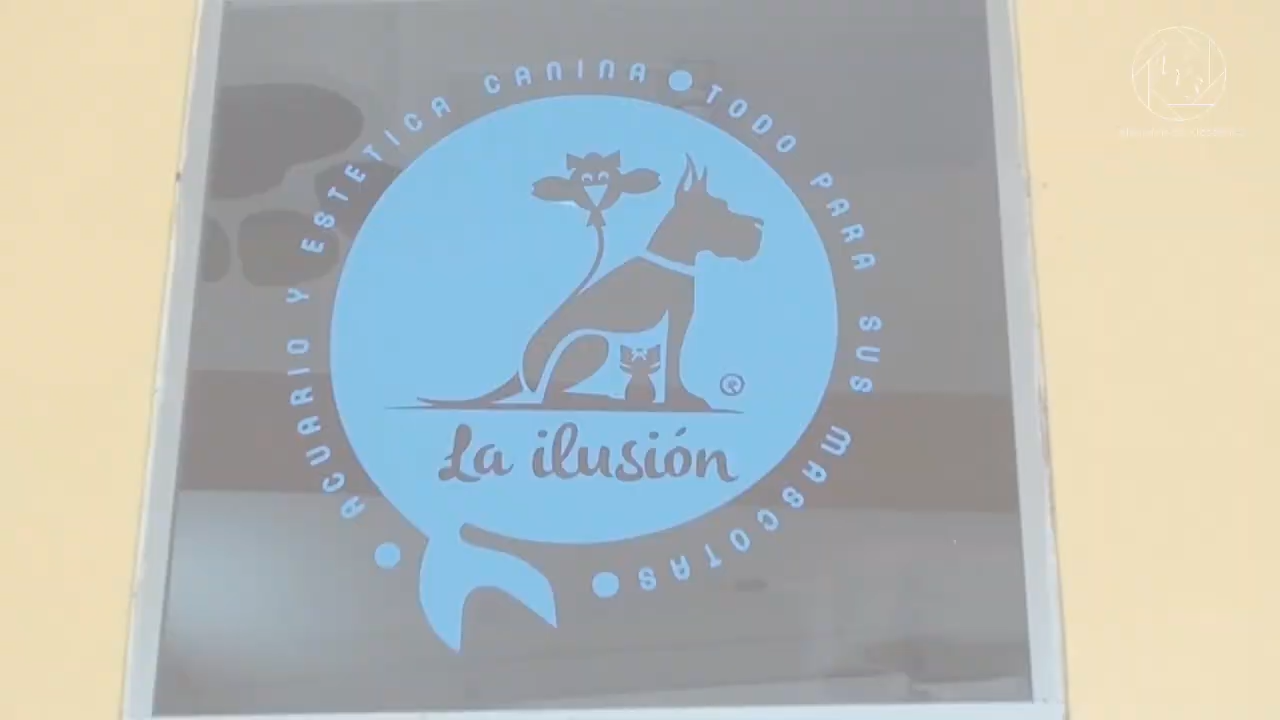 ACUARIO Y ESTETICA CANINA • TODO PARA SUS MASCOTAS •
La ilusión
®